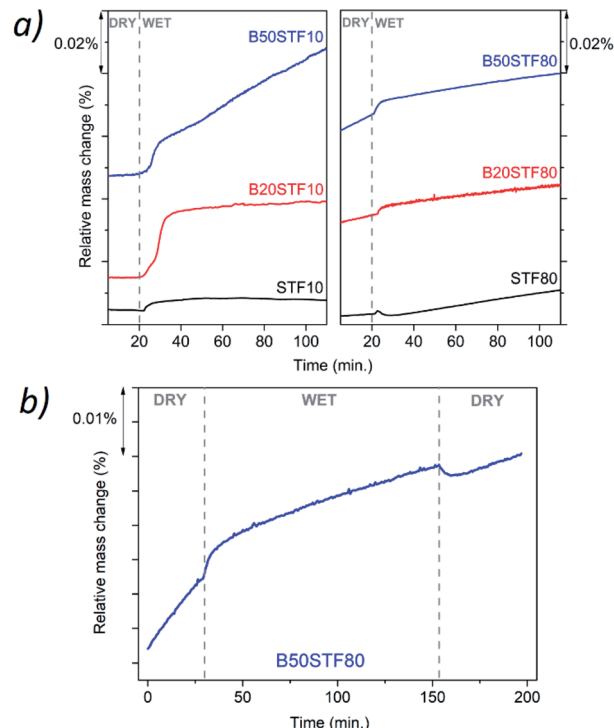 a)
DRY WET
0.02%
B50STF10
B20STF10
STF10
Relative mass change (%)
20 40 60 80 100
Time (min.)
DRY WET
0.02%
B50STF80
B20STF80
STF80
20 40 60 80 100
Time (min.)
b)
DRY WET DRY
0.01%
Relative mass change (%)
B50STF80
0 50 100 150 200
Time (min.)